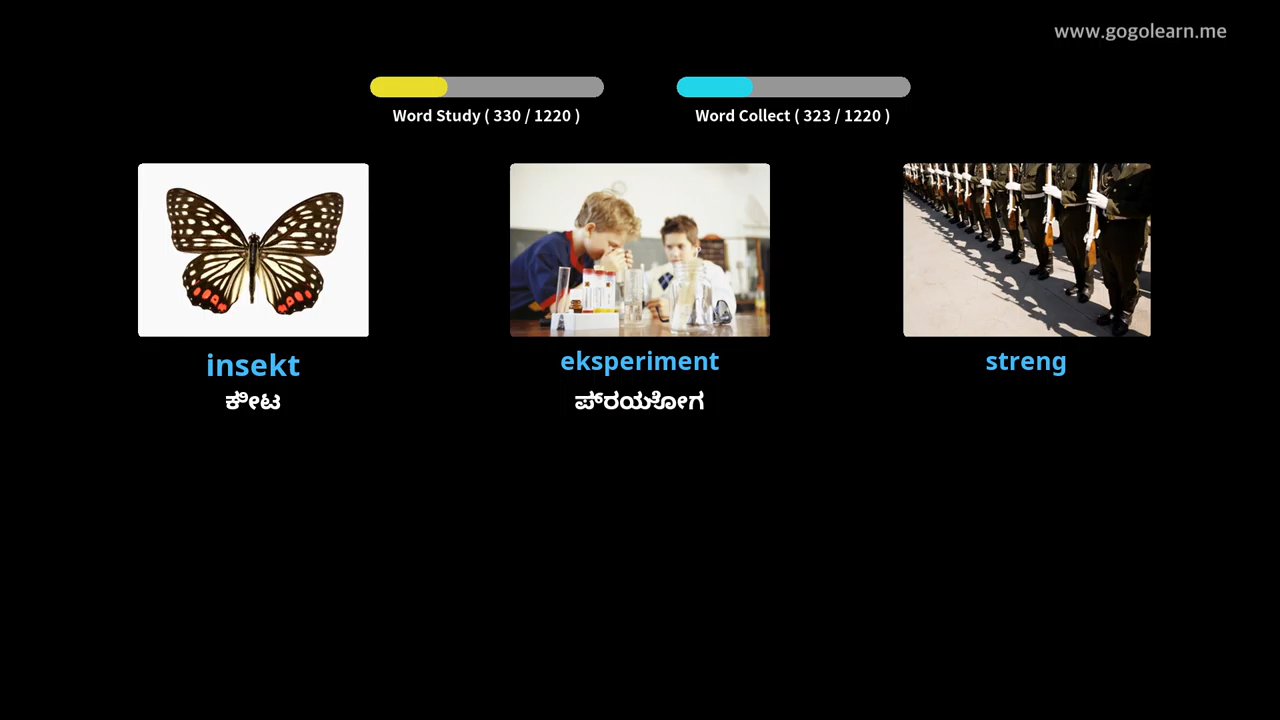 www.gogolearn.me
Word Study ( 330 / 1220 )
Word Collect ( 323 / 1220 )
insekt
eksperiment
streng
ಕೀಟ
ಪ್ರಯೋಗ